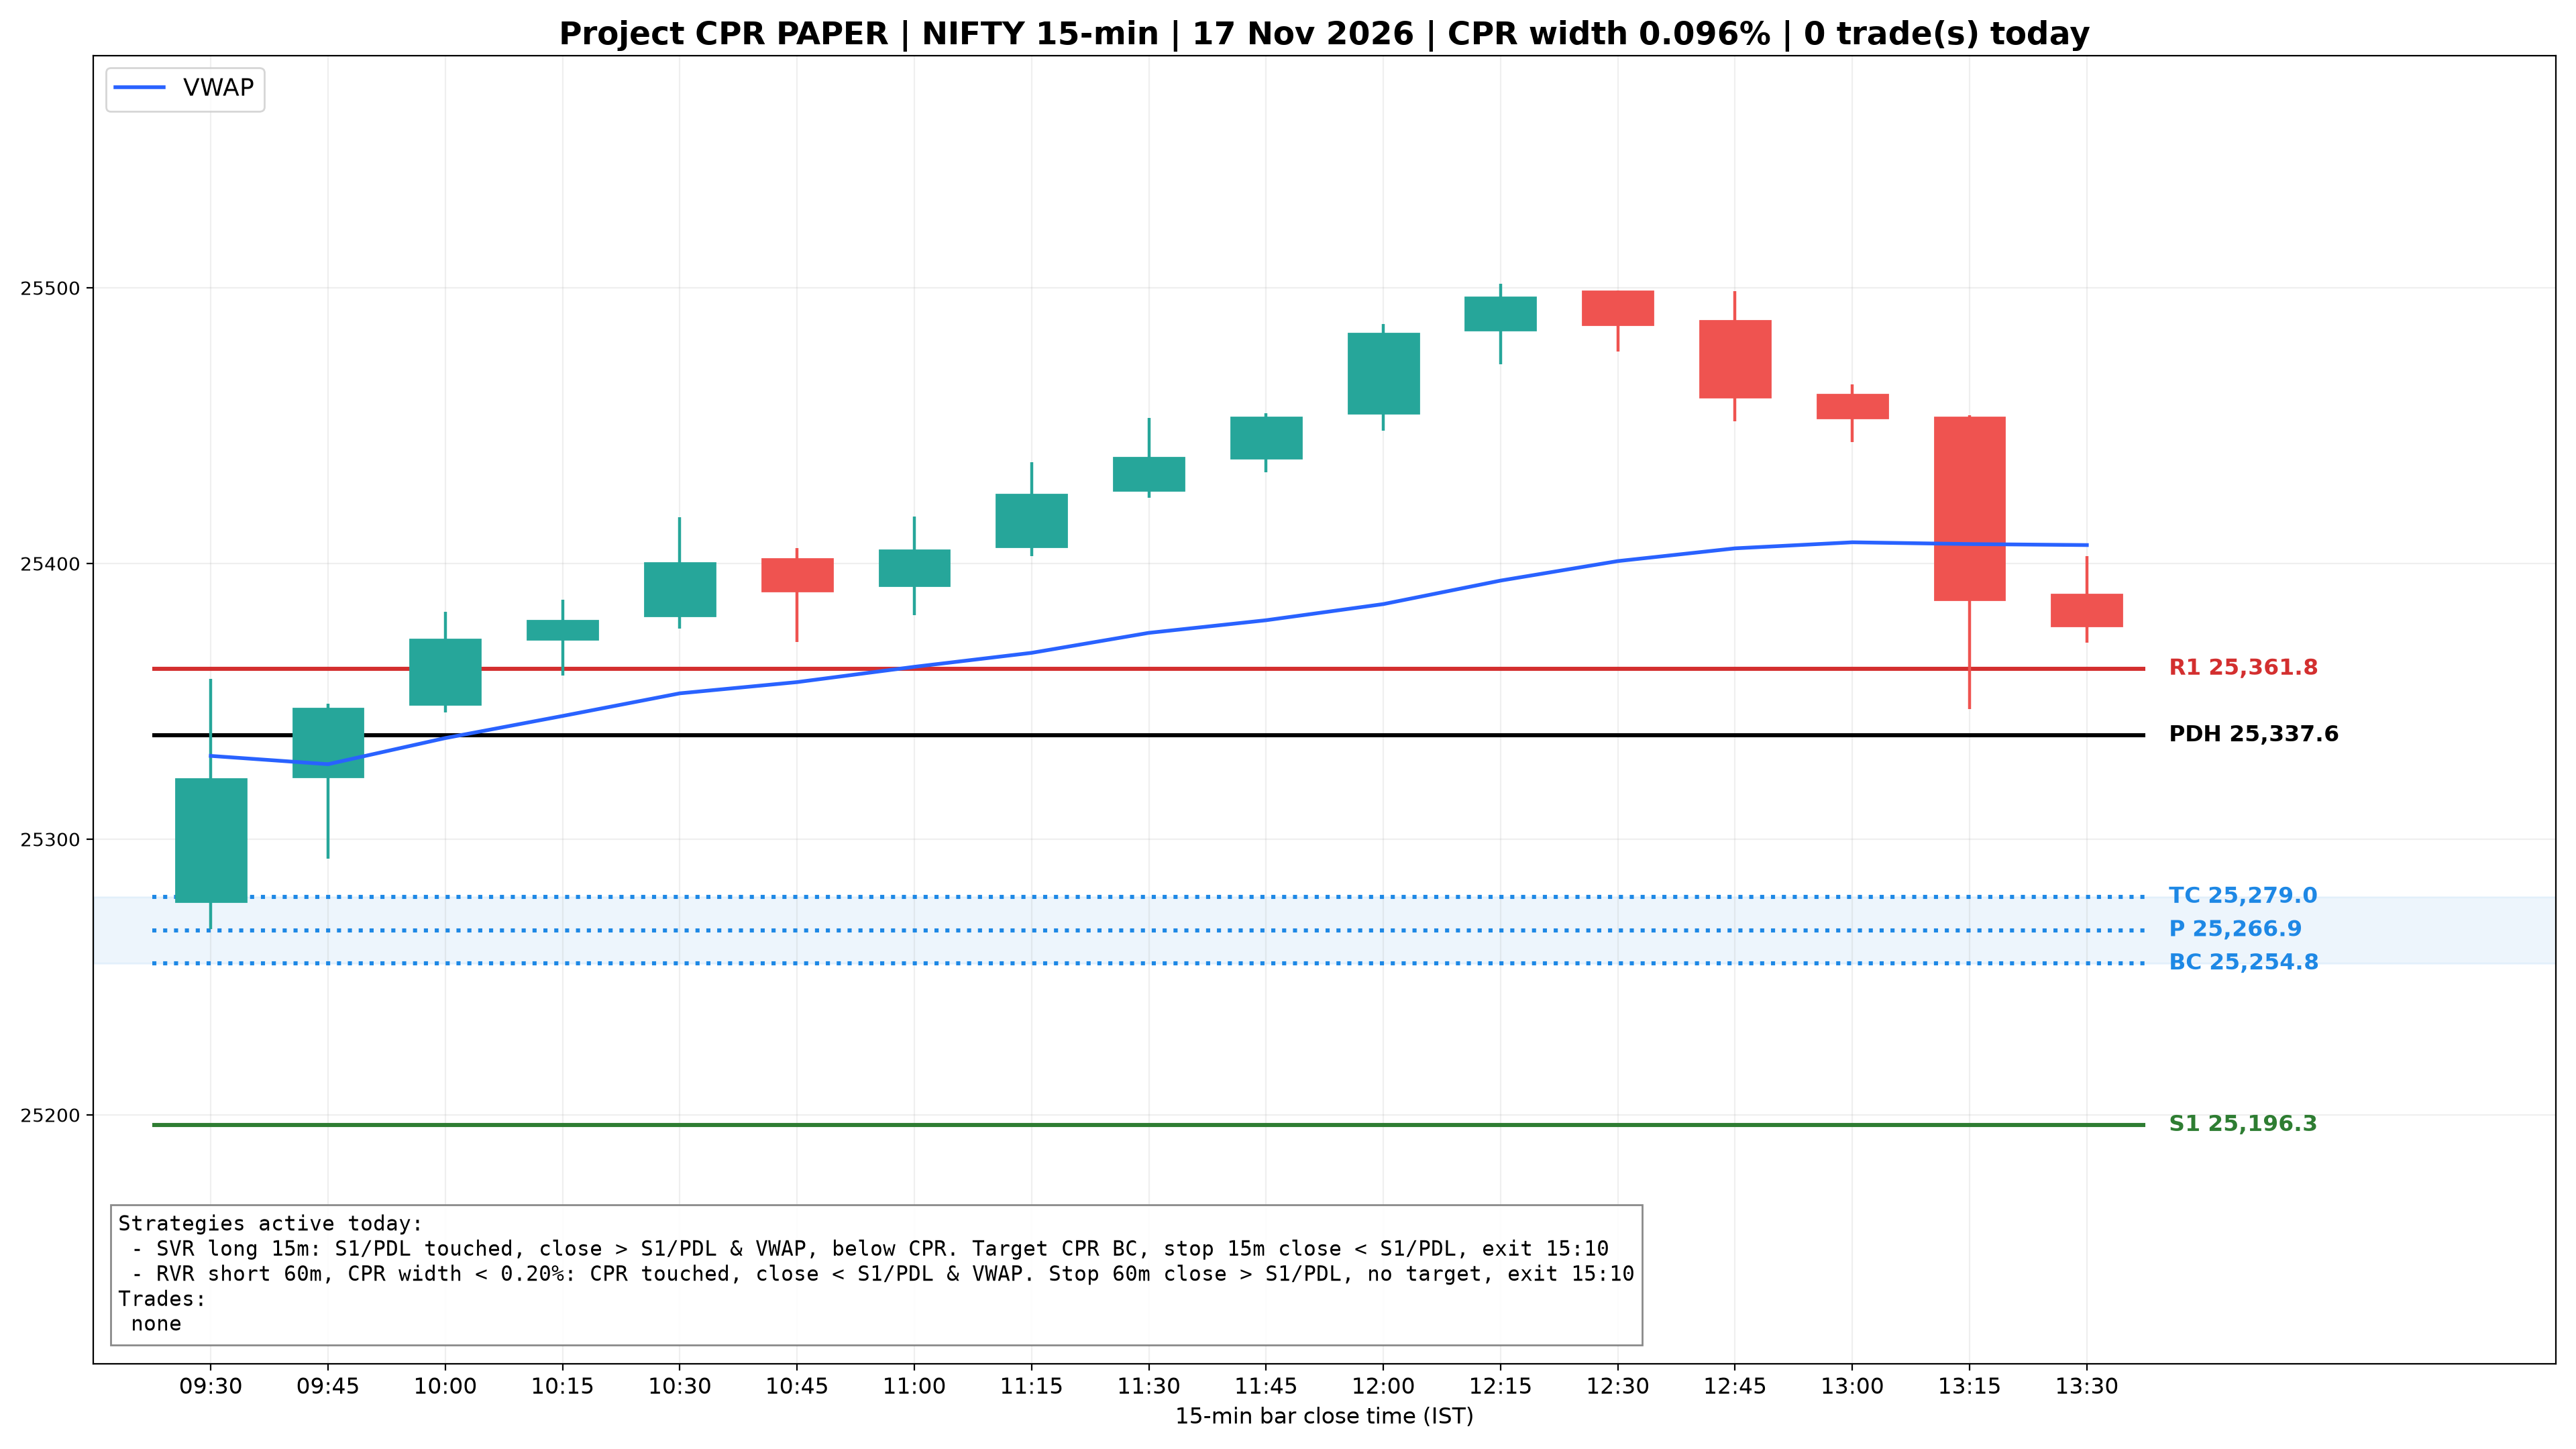 Project CPR PAPER | NIFTY 15-min | 17 Nov 2026 | CPR width 0.096% | 0 trade(s) today
VWAP
25500
25400
25300
25200
R1 25,361.8
PDH 25,337.6
TC 25,279.0
P 25,266.9
BC 25,254.8
S1 25,196.3
Strategies active today:
- SVR long 15m: S1/PDL touched, close > S1/PDL & VWAP, below CPR. Target CPR BC, stop 15m close < S1/PDL, exit 15:10
- RVR short 60m, CPR width < 0.20%: CPR touched, close < S1/PDL & VWAP. Stop 60m close > S1/PDL, no target, exit 15:10
Trades:
none
09:30 09:45 10:00 10:15 10:30 10:45 11:00 11:15 11:30 11:45 12:00 12:15 12:30 12:45 13:00 13:15 13:30
15-min bar close time (IST)